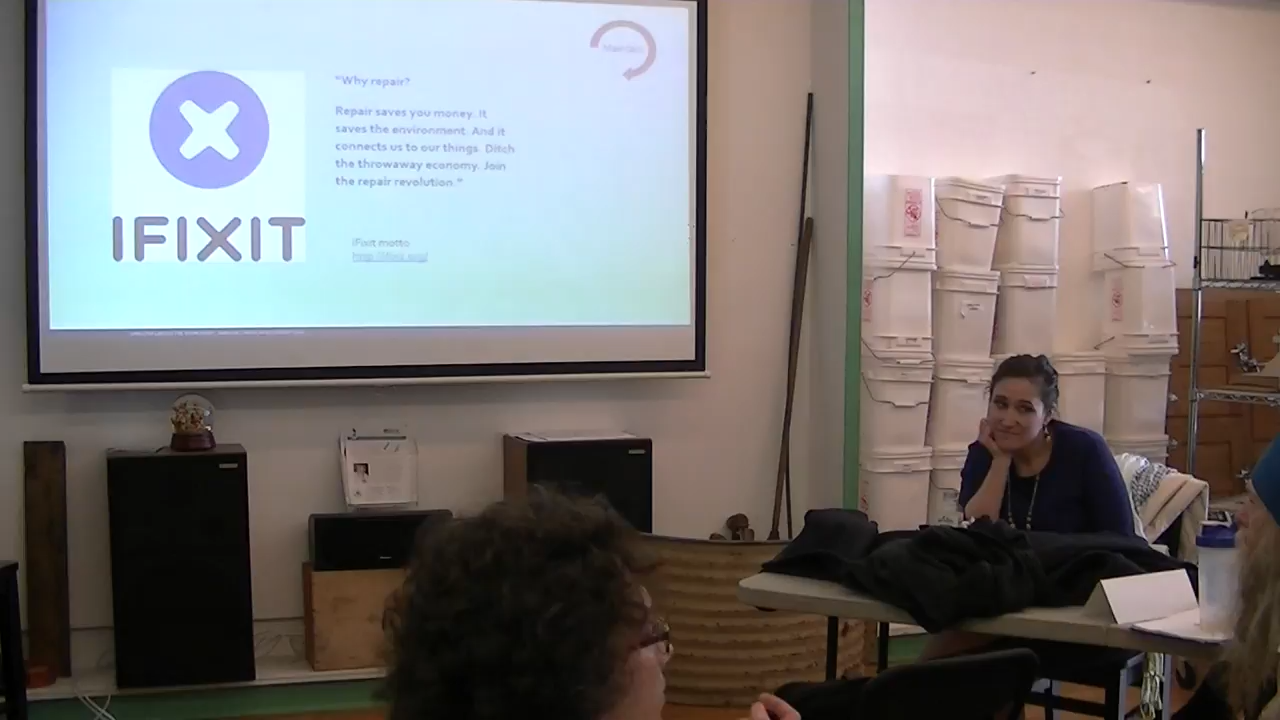 "Why repair?
Repair saves you money. It
saves the environment. And it
connects us to our things. Ditch
the throwaway economy. Join
the repair revolution."
IFIXIT
iFixit motto